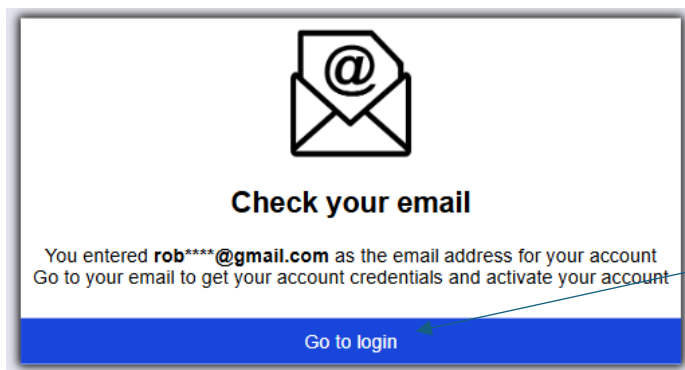 @
Check your email
You entered rob****@gmail.com as the email address for your account
Go to your email to get your account credentials and activate your account
Go to login